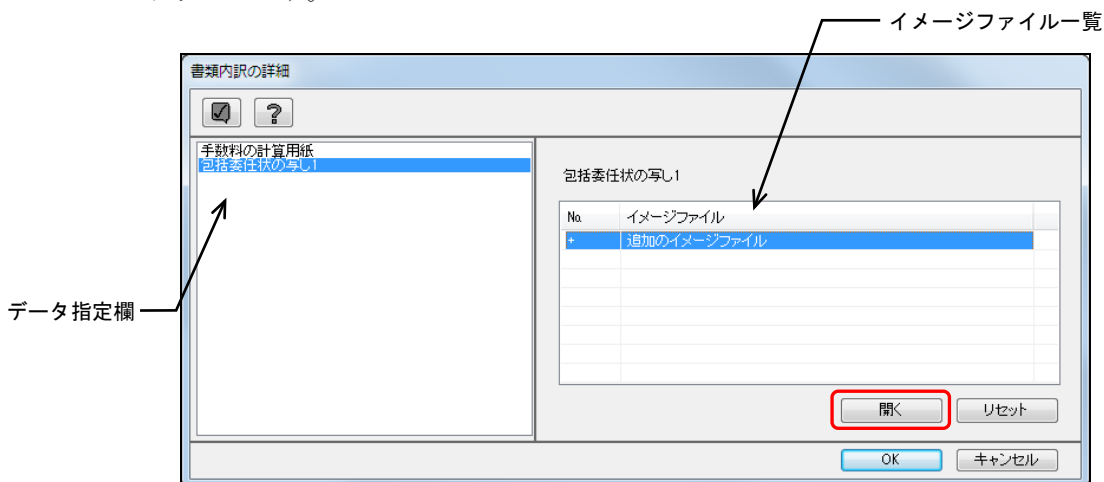 イメージファイル一覧
書類内訳の詳細
手数料の計算用紙
包括委任状の写し1
包括委任状の写し1
No. イメージファイル
+ 追加のイメージファイル
データ指定欄
開く リセット
OK キャンセル